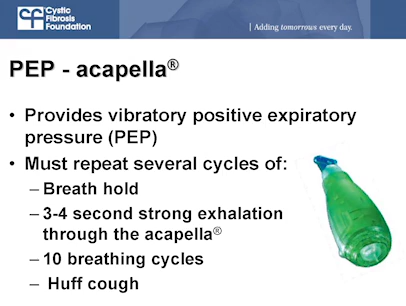 Cystic
Fibrosis
Foundation
Adding tomorrows every day.
PEP - acapella®
• Provides vibratory positive expiratory
pressure (PEP)
• Must repeat several cycles of:
– Breath hold
– 3-4 second strong exhalation
through the acapella®
– 10 breathing cycles
– Huff cough